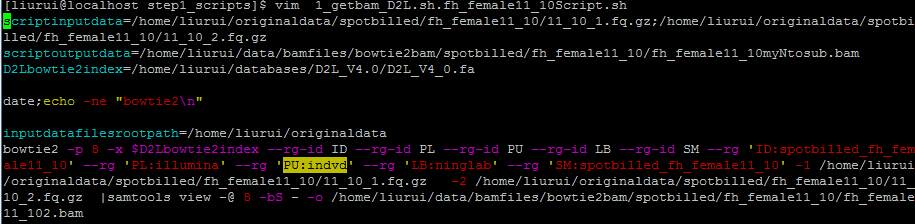 [liurui@localhost step1_scripts]$ vim  1_getbam_D2L.sh.fh_female11_10Script.sh
scriptinputdata=/home/liurui/originaldata/spotbilled/fh_female11_10/11_10_1.fq.gz;/home/liurui/originaldata/spotbi
lled/fh_female11_10/11_10_2.fq.gz
scriptoutputdata=/home/liurui/data/bamfiles/bowtie2bam/spotbilled/fh_female11_10/fh_female11_10myNtosub.bam
D2Lbowtie2index=/home/liurui/databases/D2L_V4.0/D2L_V4_0.fa
date;echo -ne "bowtie2\n"
inputdatafilesrootpath=/home/liurui/originaldata
bowtie2 -p 8 -x $D2Lbowtie2index --rg-id ID --rg-id PL --rg-id PU --rg-id LB --rg-id SM --rg 'ID:spotbilled_fh_fem
ale11_10' --rg 'PL:illumina' --rg 'PU:indvd' --rg 'LB:ninglab' --rg 'SM:spotbilled_fh_female11_10' -1 /home/liurui
/originaldata/spotbilled/fh_female11_10/11_10_1.fq.gz   -2 /home/liurui/originaldata/spotbilled/fh_female11_10/11_
10_2.fq.gz  |samtools view -@ 8 -bS - -o /home/liurui/data/bamfiles/bowtie2bam/spotbilled/fh_female11_10/fh_female
11_102.bam